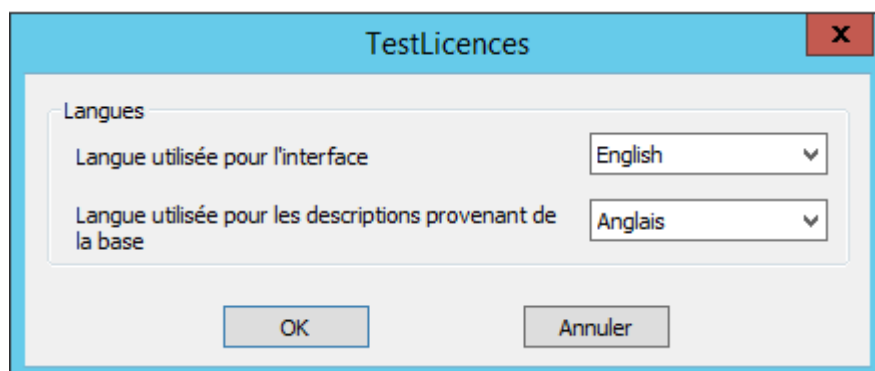 TestLicences
x
Langues
Langue utilisée pour l'interface
English
Langue utilisée pour les descriptions provenant de
la base
Anglais
OK
Annuler